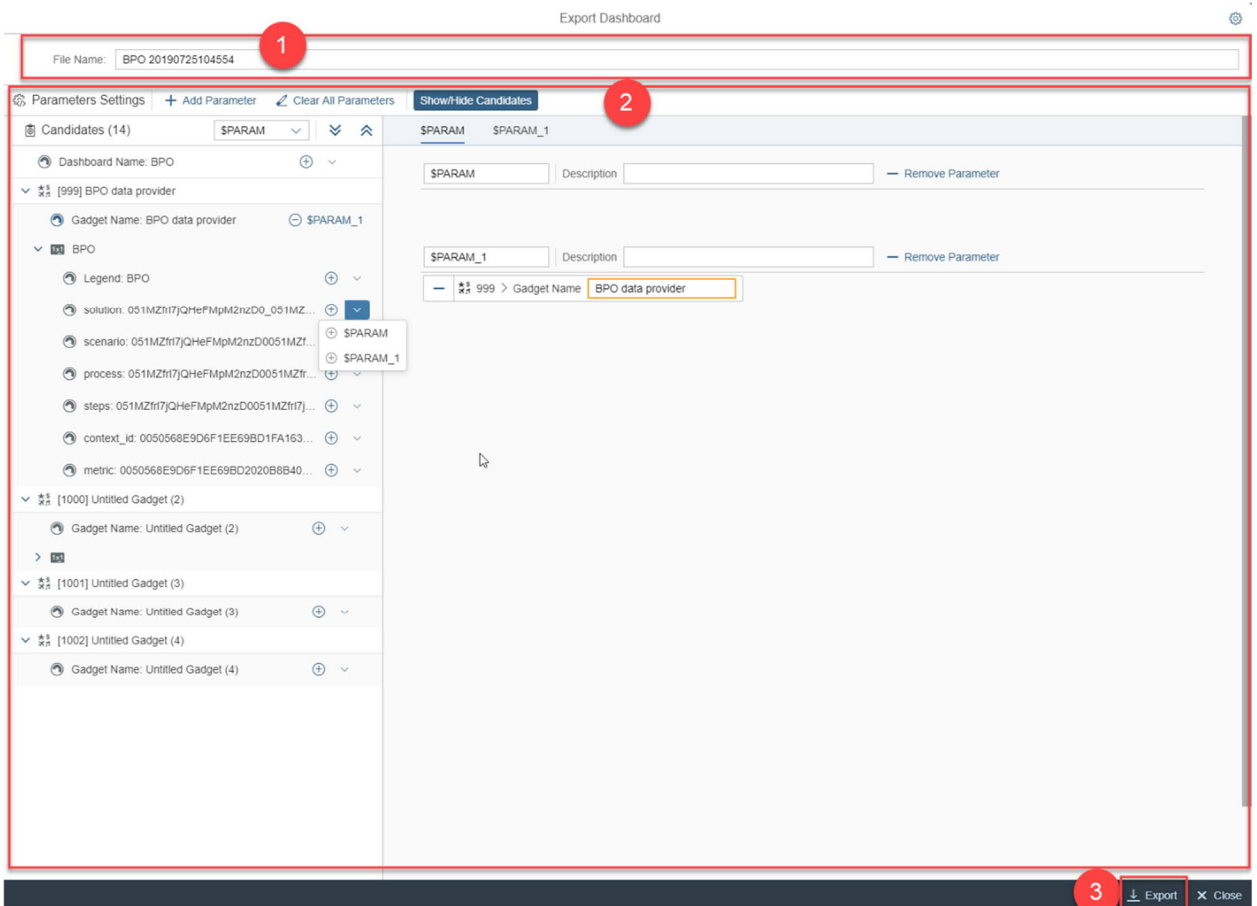 Export Dashboard
1
File Name: BPO 20190725104554
Parameters Settings + Add Parameter Clear All Parameters Show/Hide Candidates
2
Candidates (14) $PARAM
$PARAM $PARAM_1
Dashboard Name: BPO
$PARAM Description — Remove Parameter
[999] BPO data provider
Gadget Name: BPO data provider $PARAM_1
BPO
$PARAM_1 Description — Remove Parameter
Legend: BPO
— 999 > Gadget Name BPO data provider
solution: 051MZfrI7jQHeFMpM2nzD0_051MZ...
$PARAM
scenario: 051MZfrI7jQHeFMpM2nzD0051MZf...
$PARAM_1
process: 051MZfrI7jQHeFMpM2nzD0051MZfr...
steps: 051MZfrI7jQHeFMpM2nzD0051MZfrI7j...
context_id: 0050568E9D6F1EE69BD1FA163...
metric: 0050568E9D6F1EE69BD2020B8B40...
[1000] Untitled Gadget (2)
Gadget Name: Untitled Gadget (2)
[1001] Untitled Gadget (3)
Gadget Name: Untitled Gadget (3)
[1002] Untitled Gadget (4)
Gadget Name: Untitled Gadget (4)
3
Export X Close